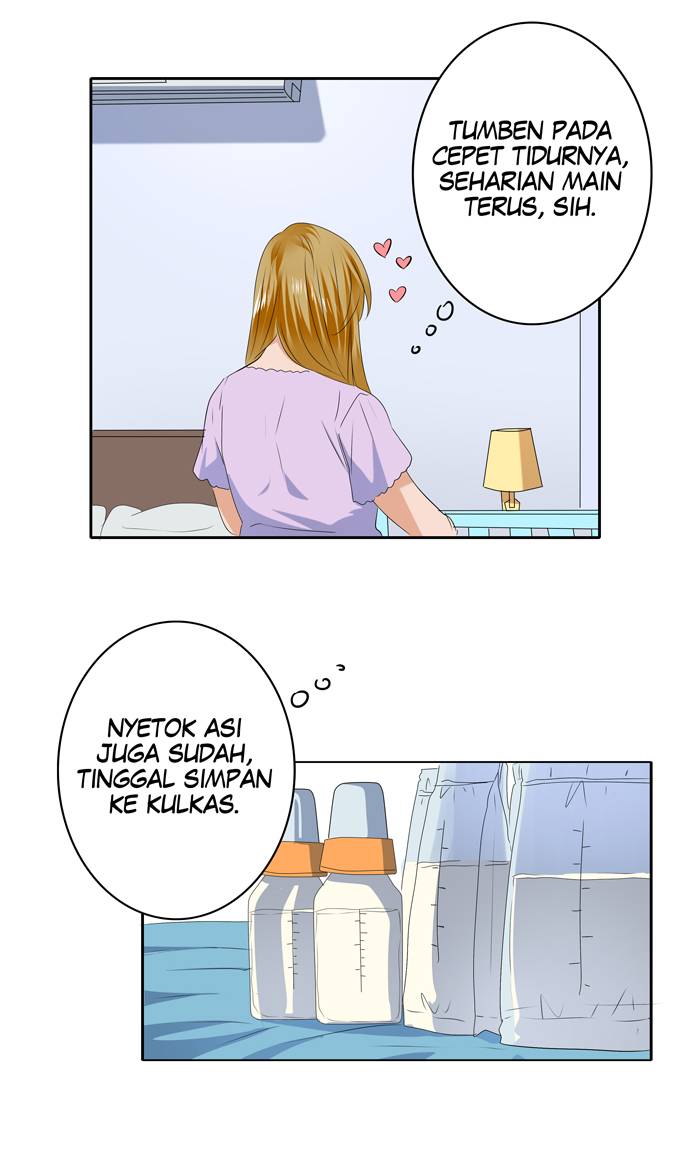 TUMBEN PADA
CEPET TIDURNYA,
SEHARIAN MAIN
TERUS, SIH.
NYETOK ASI
JUGA SUDAH,
TINGGAL SIMPAN
KE KULKAS.